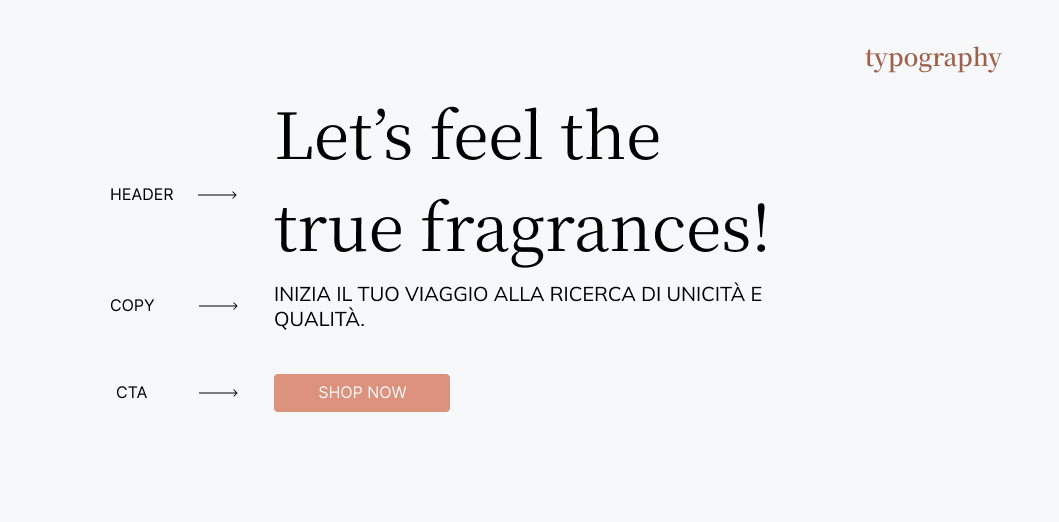 typography
Let’s feel the
HEADER
true fragrances!
COPY
INIZIA IL TUO VIAGGIO ALLA RICERCA DI UNICITÀ E
QUALITÀ.
CTA
SHOP NOW